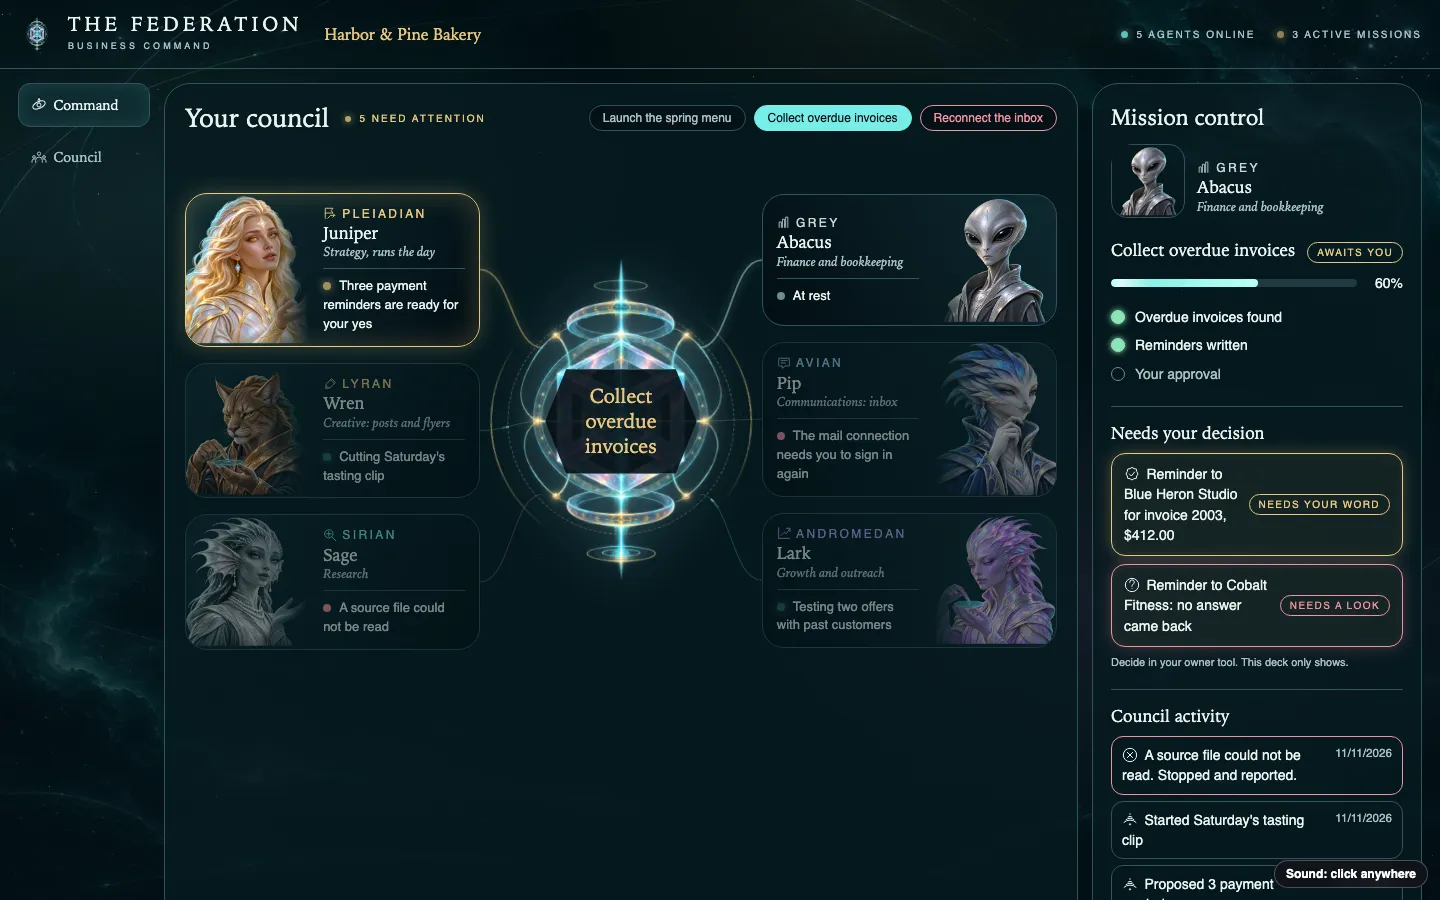 THE FEDERATION
BUSINESS COMMAND
Harbor & Pine Bakery
5 AGENTS ONLINE
3 ACTIVE MISSIONS
Command
Council
Your council
5 NEED ATTENTION
Launch the spring menu
Collect overdue invoices
Reconnect the inbox
PLEIADIAN
Juniper
Strategy, runs the day
Three payment
reminders are ready for
your yes
LYRAN
Wren
Creative: posts and flyers
Cutting Saturday's
tasting clip
SIRIAN
Sage
Research
A source file could
not be read
Collect
overdue
invoices
GREY
Abacus
Finance and bookkeeping
At rest
AVIAN
Pip
Communications: inbox
The mail connection
needs you to sign in
again
ANDROMEDAN
Lark
Growth and outreach
Testing two offers
with past customers
Mission control
GREY
Abacus
Finance and bookkeeping
Collect overdue invoices
AWAITS YOU
60%
Overdue invoices found
Reminders written
Your approval
Needs your decision
Reminder to
Blue Heron Studio
for invoice 2003,
$412.00
NEEDS YOUR WORD
Reminder to Cobalt
Fitness: no answer
came back
NEEDS A LOOK
Decide in your owner tool. This deck only shows.
Council activity
A source file could not be
read. Stopped and reported.
11/11/2026
Started Saturday's tasting
clip
11/11/2026
Proposed 3 payment
Sound: click anywhere